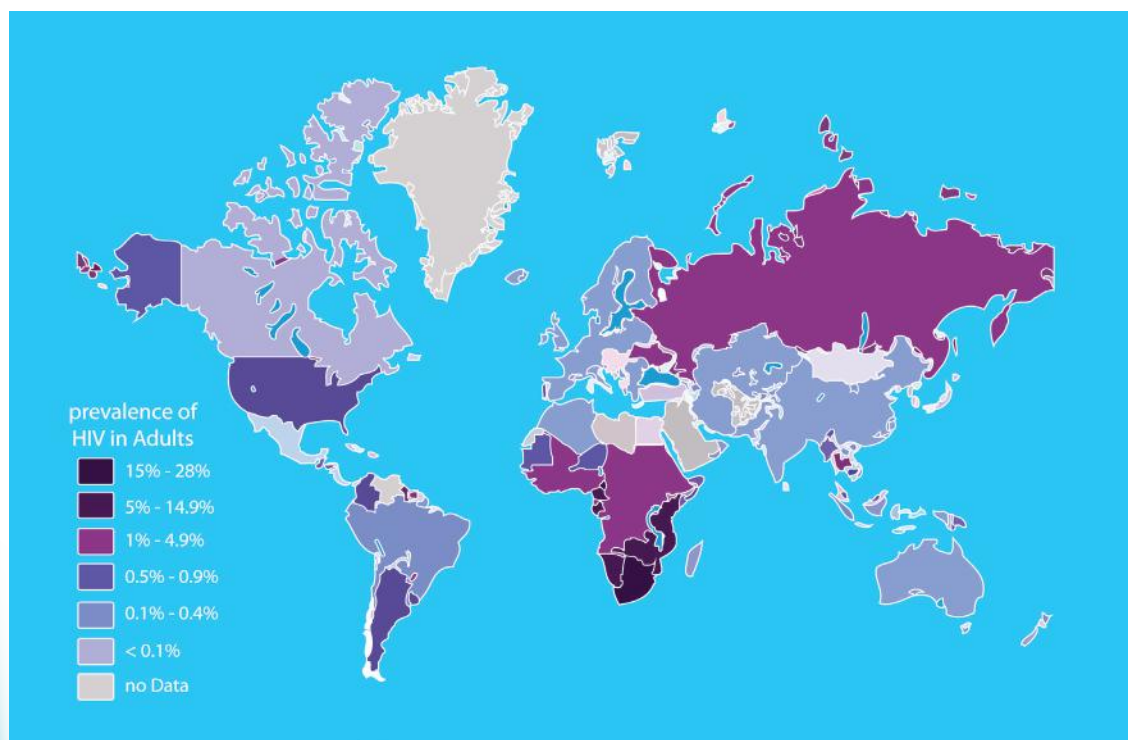 prevalence of
HIV in Adults
15% - 28%
5% - 14.9%
1% - 4.9%
0.5% - 0.9%
0.1% - 0.4%
< 0.1%
no Data